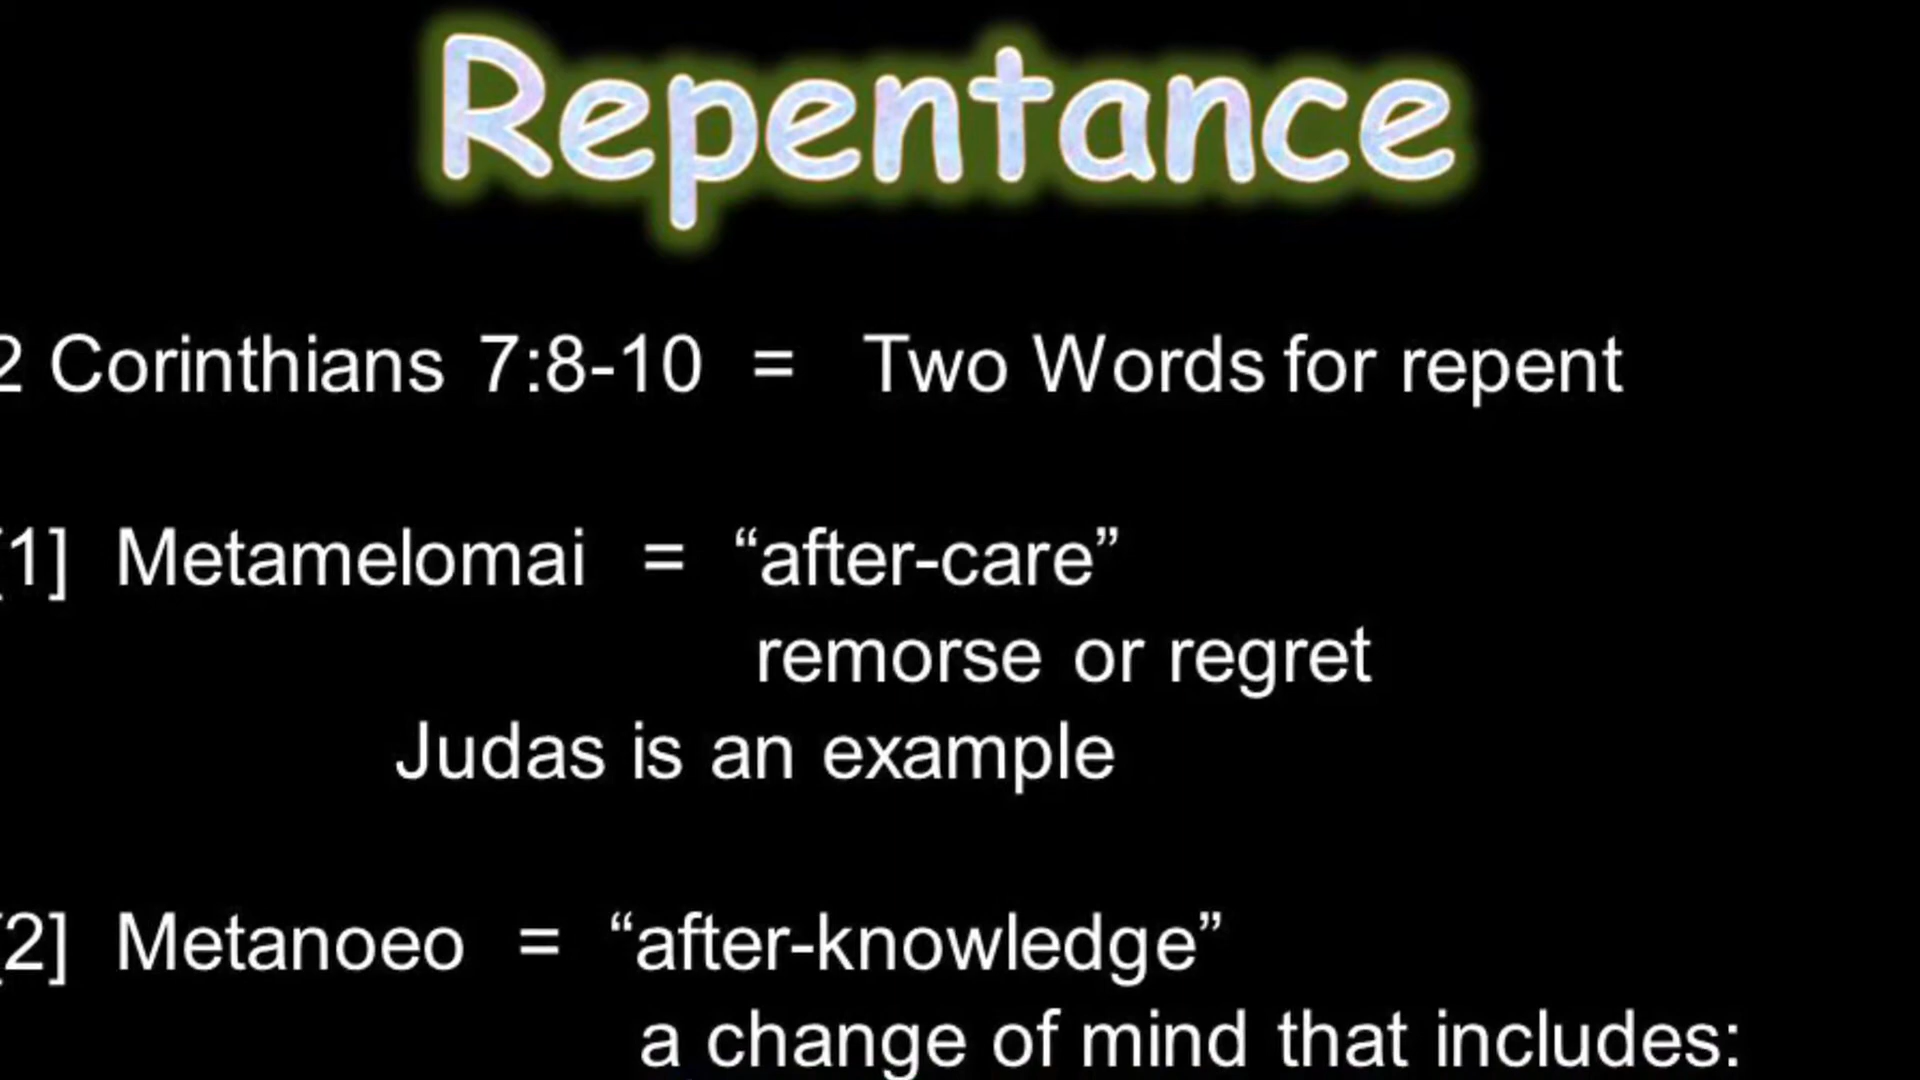 Repentance
2 Corinthians 7:8-10 = Two Words for repent
[1] Metamelomai = “after-care”
remorse or regret
Judas is an example
[2] Metanoeo = “after-knowledge”
a change of mind that includes: